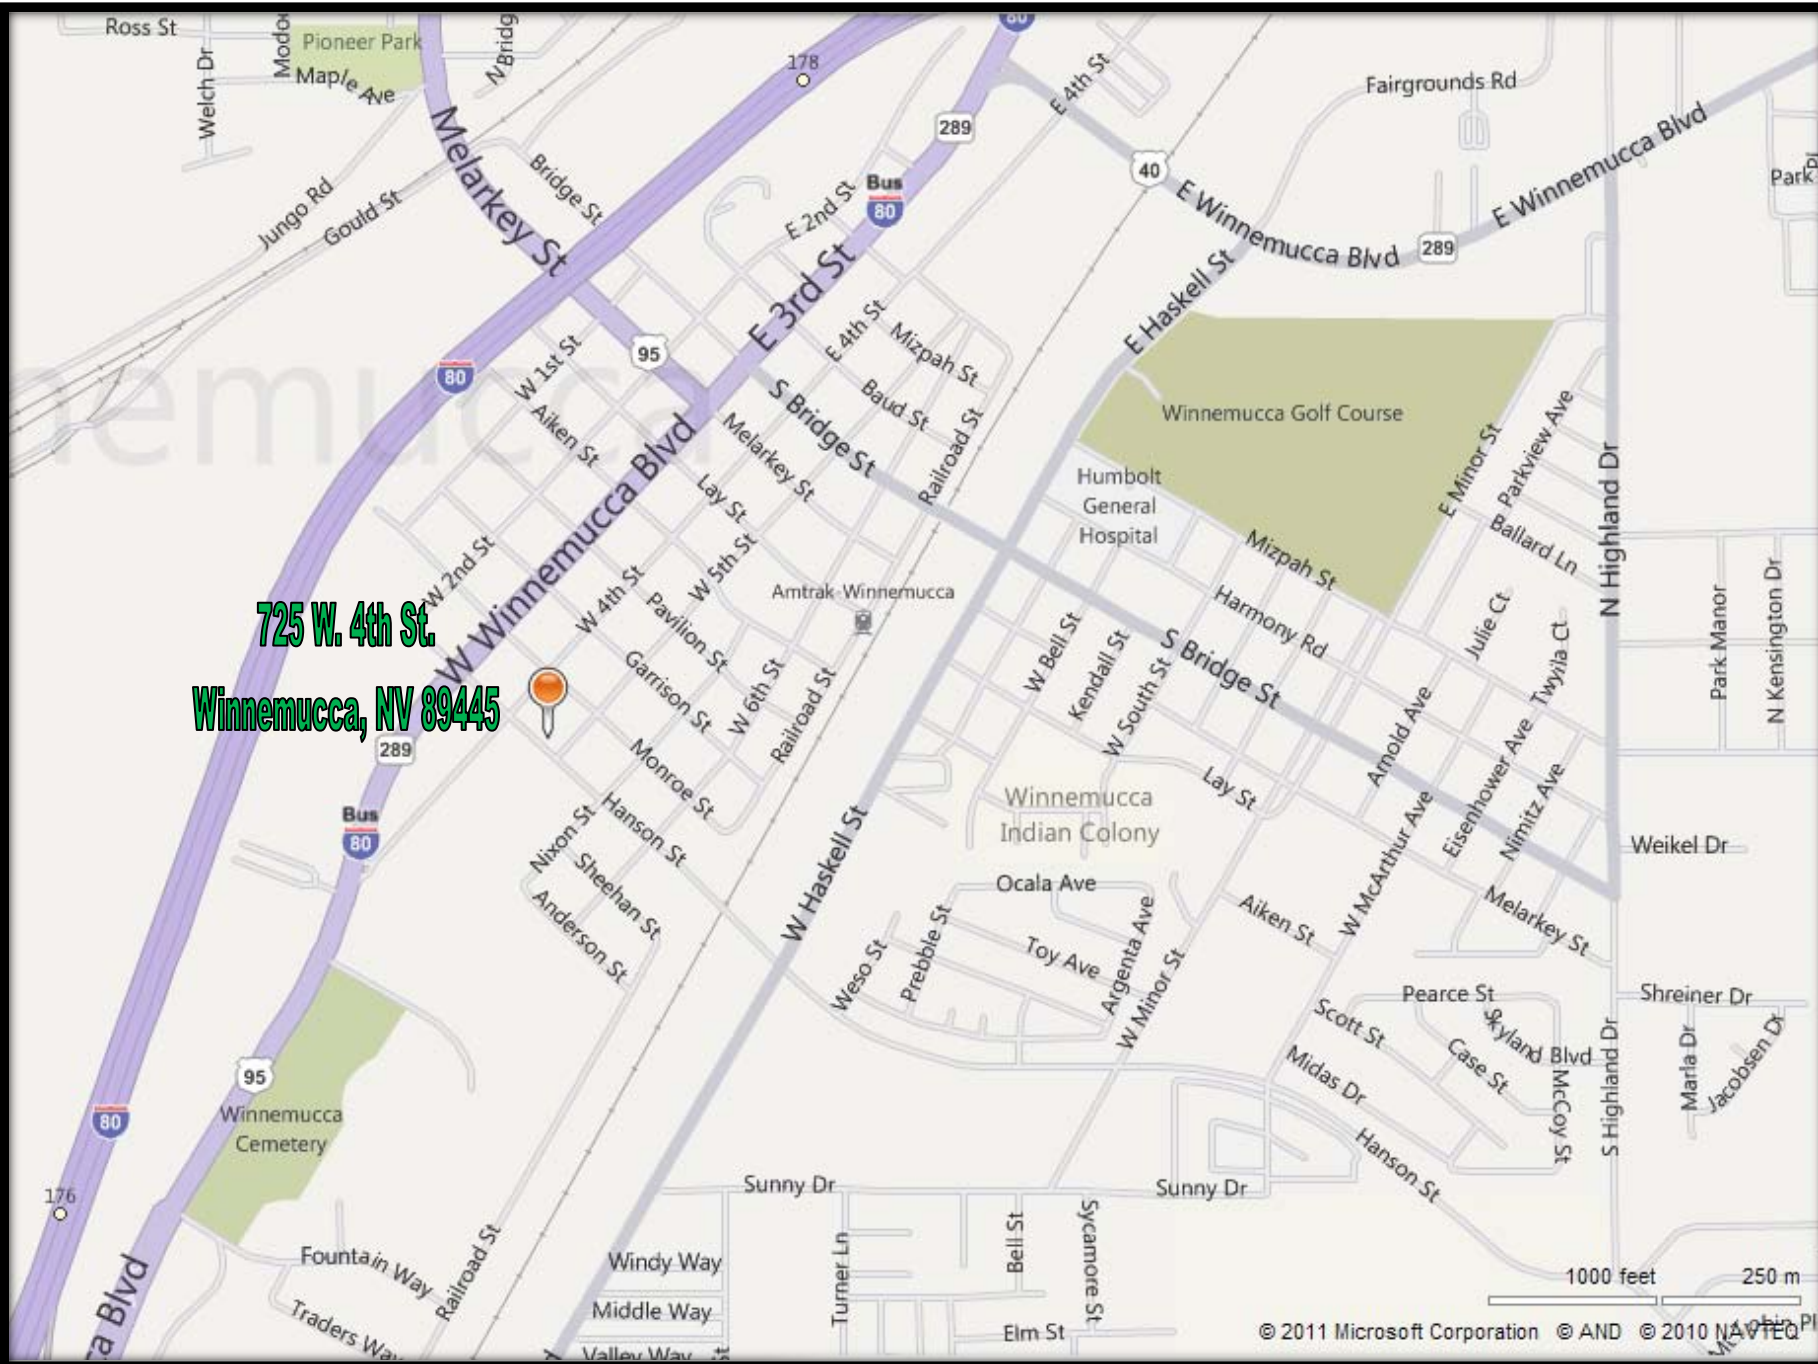 Ross St
Pioneer Park
Maple Ave
Welch Dr
178
80
E 4th St
Fairgrounds Rd
289
40
E Winnemucca Blvd
E Winnemucca Blvd
289
Park
Melarkey St
Bridge St
Jungo Rd
Gould St
Bus
80
E 2nd St
E 3rd St
E Haskell St
95
80
W 1st St
E 4th St
Mizpah St
Baud St
Aiken St
S Bridge St
Railroad St
Melarkey St
Lay St
nemucca
Winnemucca Golf Course
Humbolt
General
Hospital
E Minor St
Parkview Ave
Ballard Ln
N Highland Dr
Mizpah St
W 2nd St
W Winnemucca Blvd
W 4th St
W 5th St
Pavilion St
Amtrak-Winnemucca
Harmony Rd
Julie Ct
Twyila Ct
Park Manor
N Kensington Dr
725 W. 4th St.
Winnemucca, NV 89445
Garrison St
W 6th St
Railroad St
W Bell St
Kendall St
W South St
S Bridge St
289
Monroe St
Arnold Ave
Eisenhower Ave
Nimitz Ave
W McArthur Ave
Lay St
Winnemucca
Indian Colony
Bus
80
Hanson St
Nixon St
Sheehan St
Anderson St
W Haskell St
Weikel Dr
Ocala Ave
Weso St
Prebble St
Toy Ave
Argenta Ave
W Minor St
Aiken St
Melarkey St
Pearce St
Scott St
Skyland Blvd
Case St
McCoy St
Midas Dr
S Highland Dr
Shreiner Dr
Marla Dr
Jacobsen Dr
95
80
Winnemucca
Cemetery
176
Hanson St
Sunny Dr
Sunny Dr
Fountain Way
Railroad St
Traders Way
Windy Way
Middle Way
Valley Way
Turner Ln
Bell St
Sycamore St
Elm St
ca Blvd
1000 feet
250 m
© 2011 Microsoft Corporation © AND © 2010 NAVTEQ